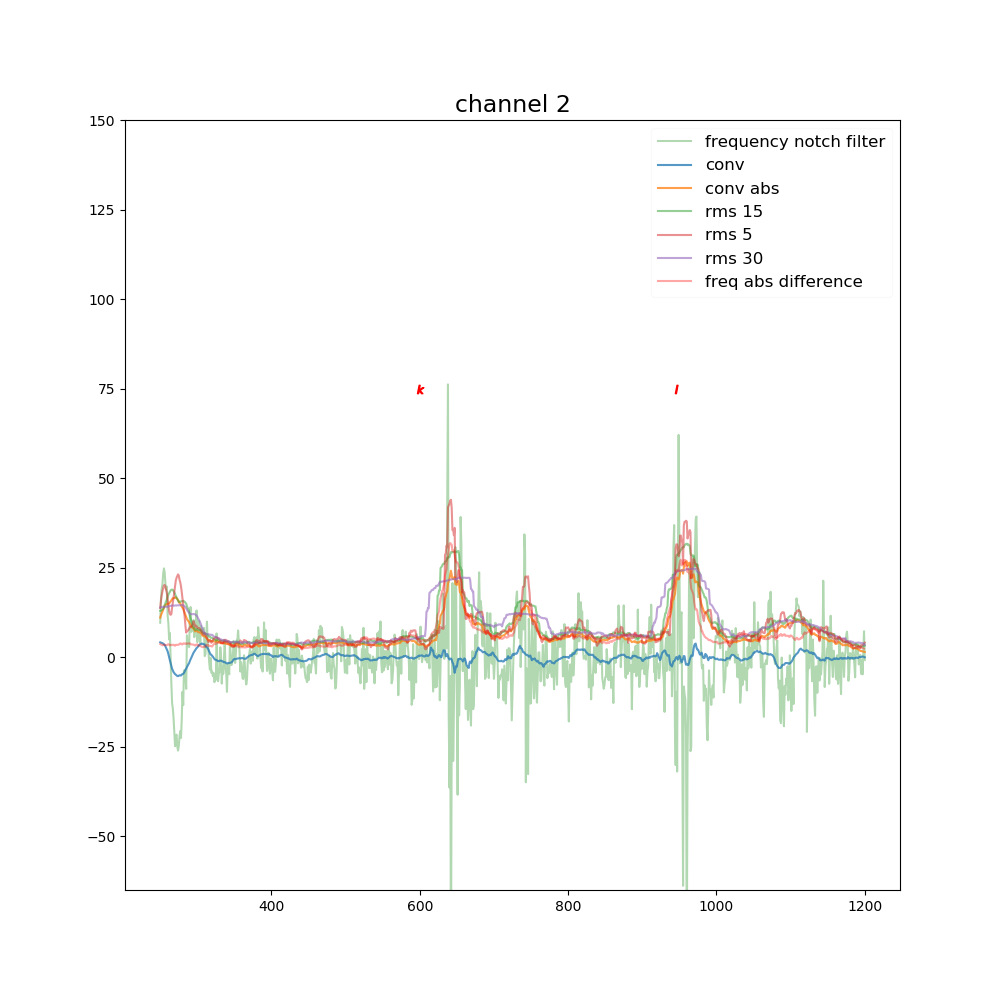 channel 2
150
125
100
75
50
25
0
−25
−50
frequency notch filter
conv
conv abs
rms 15
rms 5
rms 30
freq abs difference
k
l
400 600 800 1000 1200